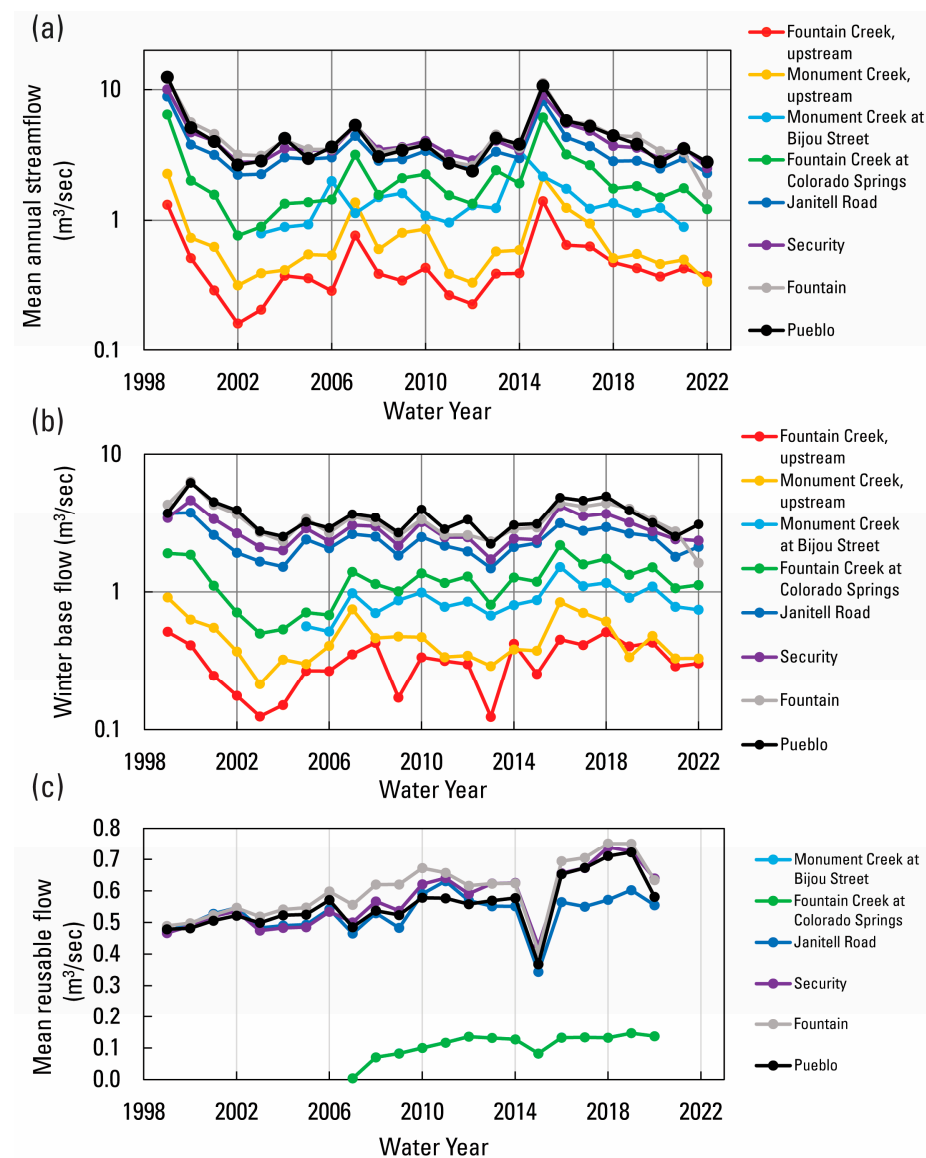 (a)
Mean annual streamflow
(m³/sec)
10
1
0.1
1998
2002
2006
2010
2014
2018
2022
Water Year
Fountain Creek,
upstream
Monument Creek,
upstream
Monument Creek at
Bijou Street
Fountain Creek at
Colorado Springs
Janitell Road
Security
Fountain
Pueblo
(b)
Winter base flow (m³/sec)
10
1
0.1
1998
2002
2006
2010
2014
2018
2022
Water Year
Fountain Creek,
upstream
Monument Creek,
upstream
Monument Creek
at Bijou Street
Fountain Creek at
Colorado Springs
Janitell Road
Security
Fountain
Pueblo
(c)
Mean reusable flow
(m³/sec)
0.8
0.7
0.6
0.5
0.4
0.3
0.2
0.1
0.0
1998
2002
2006
2010
2014
2018
2022
Water Year
Monument Creek at
Bijou Street
Fountain Creek at
Colorado Springs
Janitell Road
Security
Fountain
Pueblo